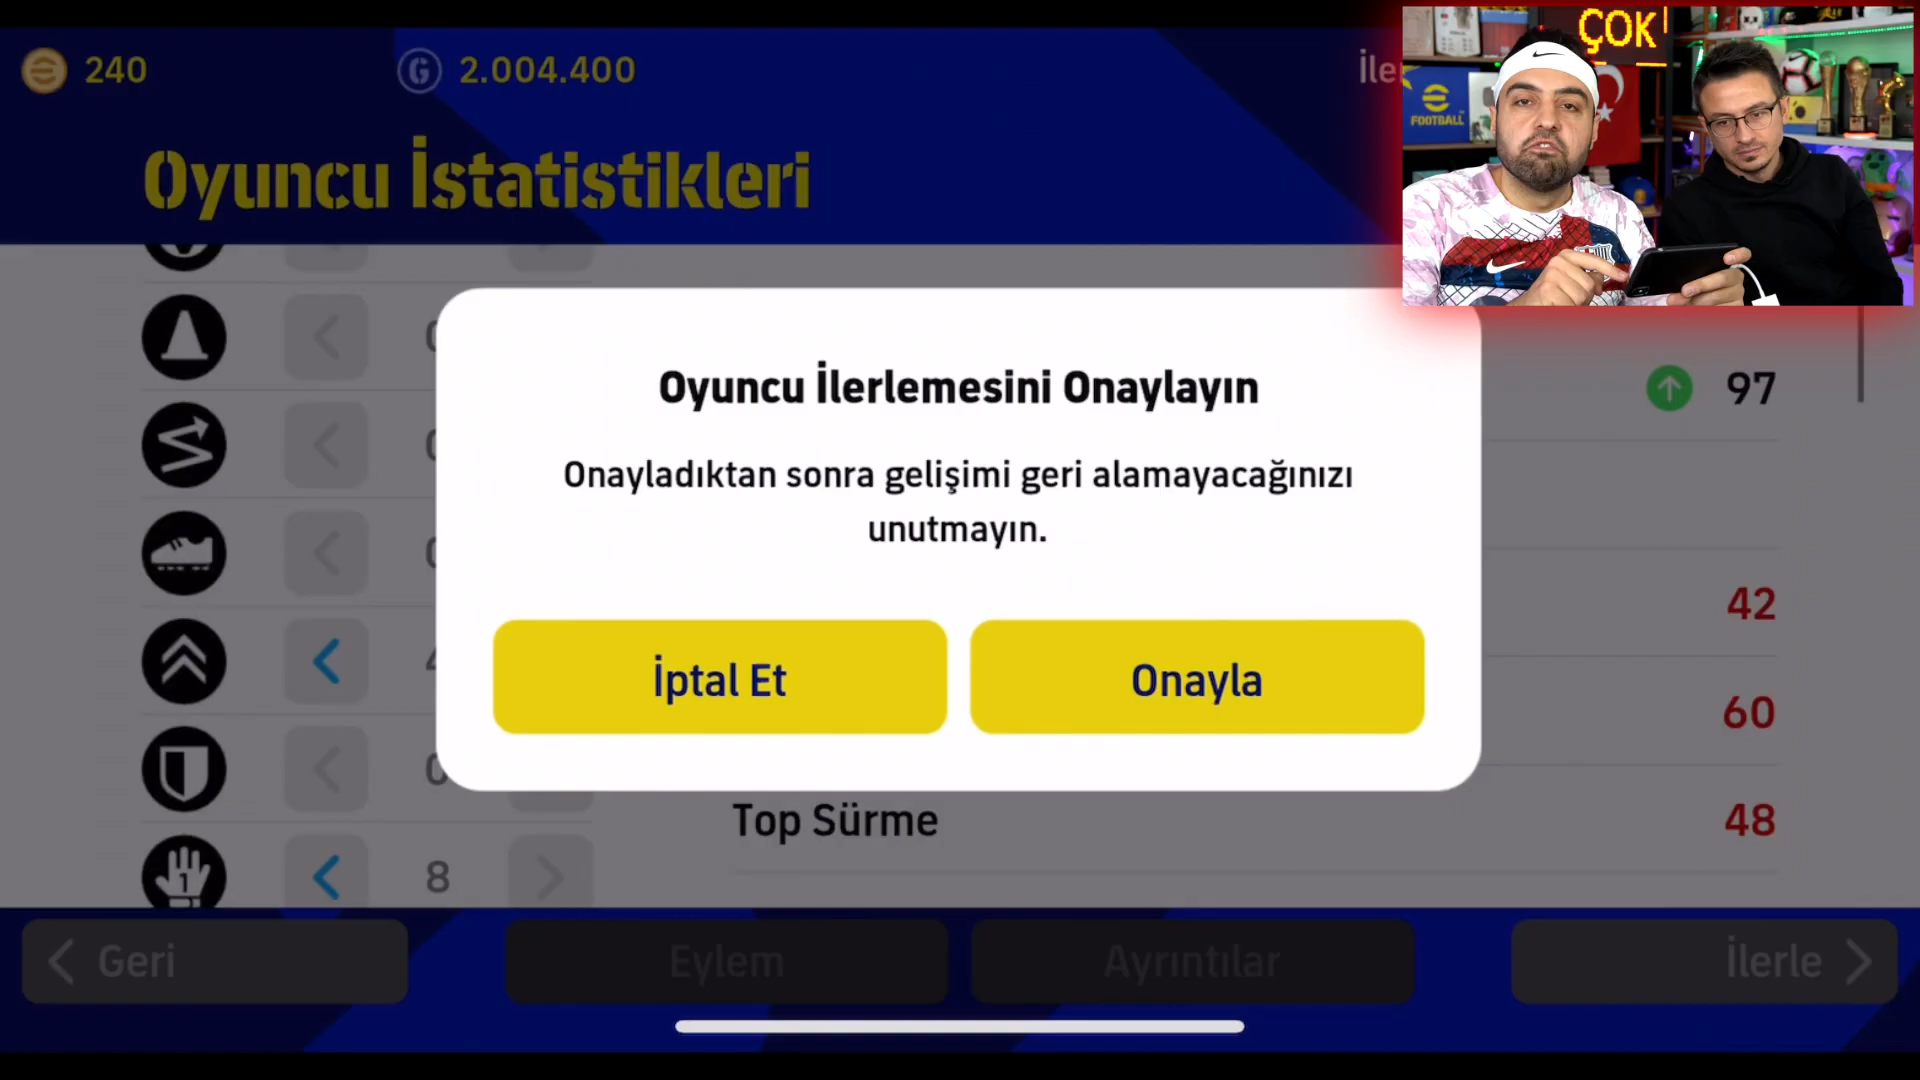 240
2.004.400
İle
ÇOK
FOOTBALL
Oyuncu İstatistikleri
Oyuncu İlerlemesini Onaylayın
97
Onayladıktan sonra gelişimi geri alamayacağınızı
unutmayın.
42
İptal Et
Onayla
60
Top Sürme
48
8
1
Geri
Eylem
Ayrıntılar
İlerle